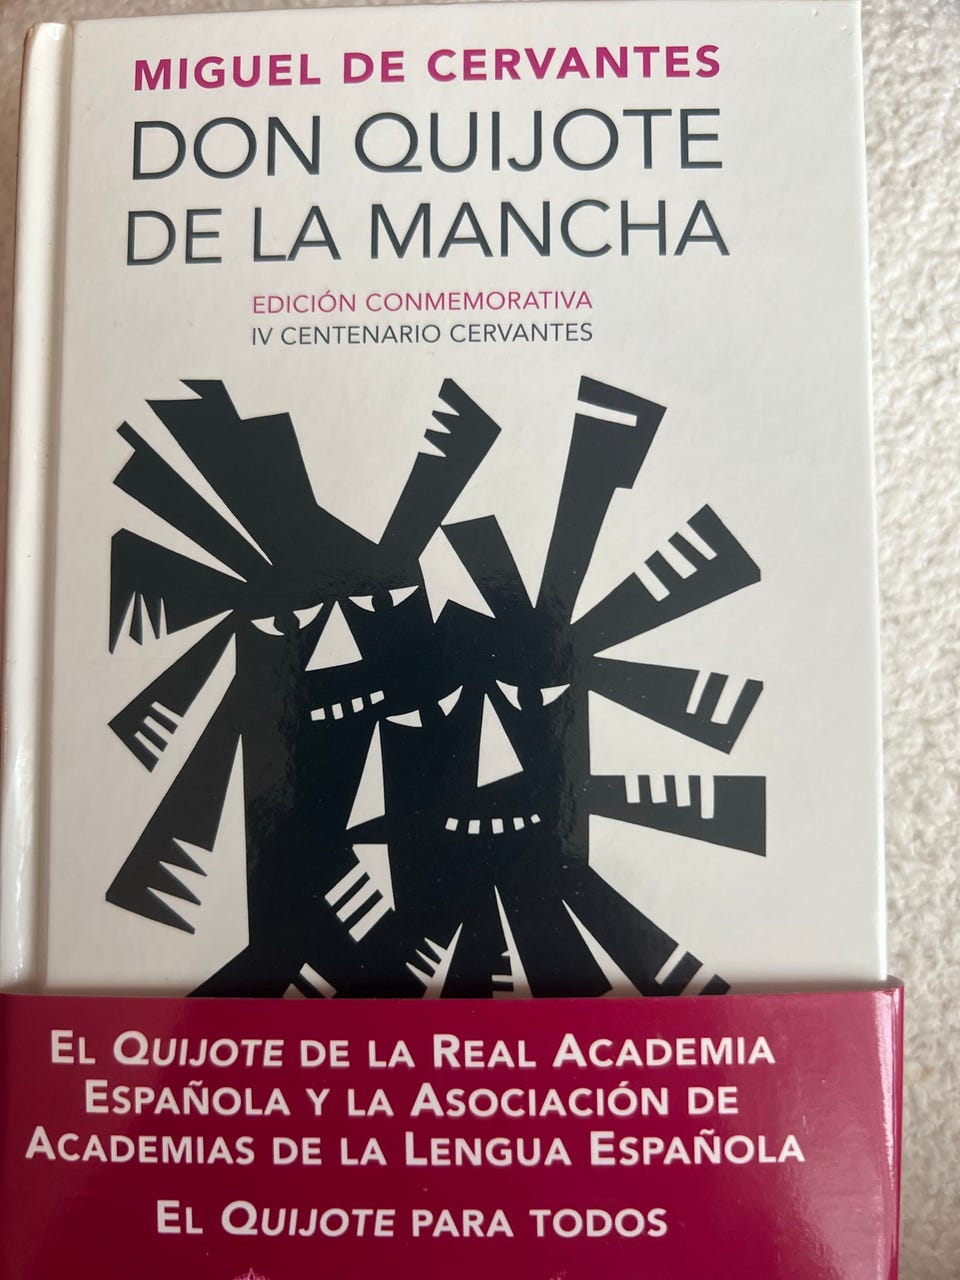 MIGUEL DE CERVANTES
DON QUIJOTE
DE LA MANCHA
EDICIÓN CONMEMORATIVA
IV CENTENARIO CERVANTES
EL QUIJOTE DE LA REAL ACADEMIA
ESPAÑOLA Y LA ASOCIACIÓN DE
ACADEMIAS DE LA LENGUA ESPAÑOLA
EL QUIJOTE PARA TODOS